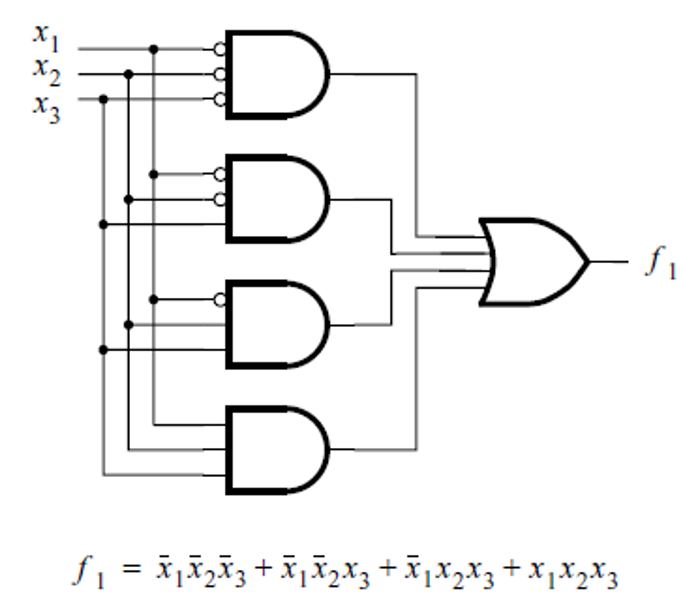 x₁
x₂
x₃
f₁
f₁ = x̄₁x̄₂x̄₃ + x̄₁x̄₂x₃ + x̄₁x₂x₃ + x₁x₂x₃